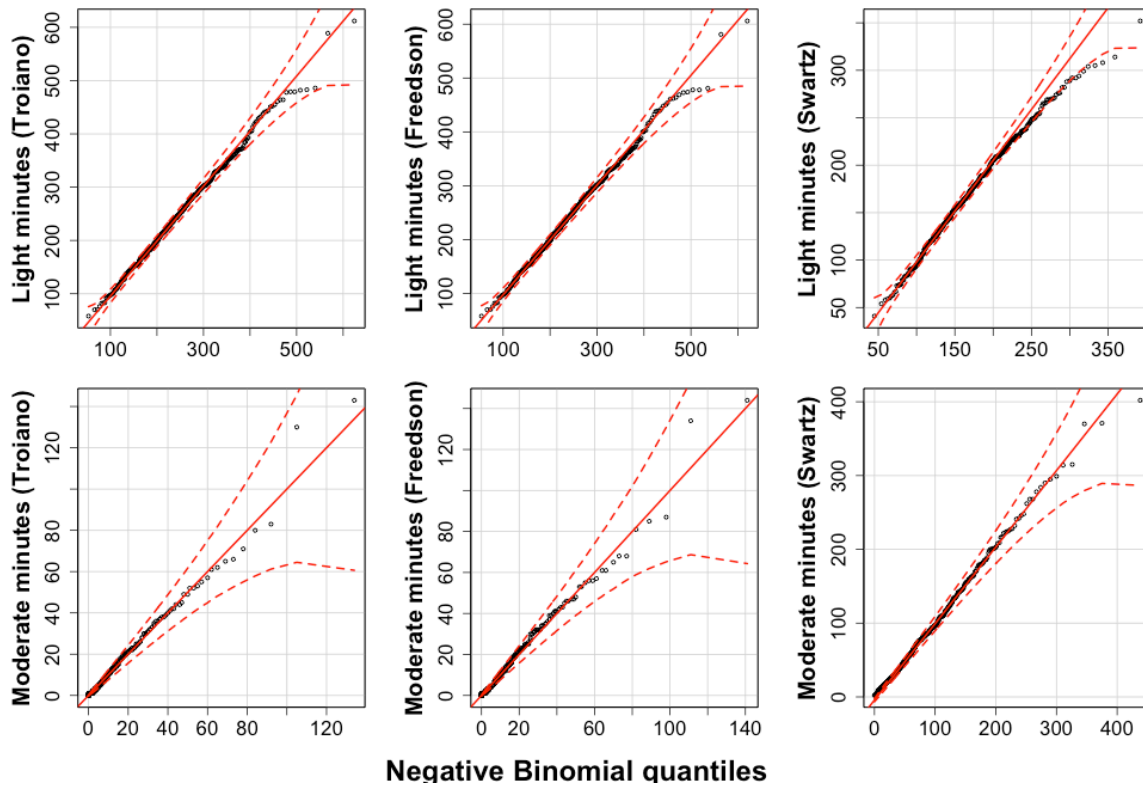 Light minutes (Troiano)
600
500
400
300
200
100
100 300 500
Light minutes (Freedson)
600
500
400
300
200
100
100 300 500
Light minutes (Swartz)
300
200
100
50
50 100 150 200 250 350
Moderate minutes (Troiano)
120
80
60
40
20
0
0 20 40 60 80 120
Moderate minutes (Freedson)
120
80
60
40
20
0
0 20 40 60 80 140
Moderate minutes (Swartz)
400
300
200
100
0
0 100 200 300 400
Negative Binomial quantiles